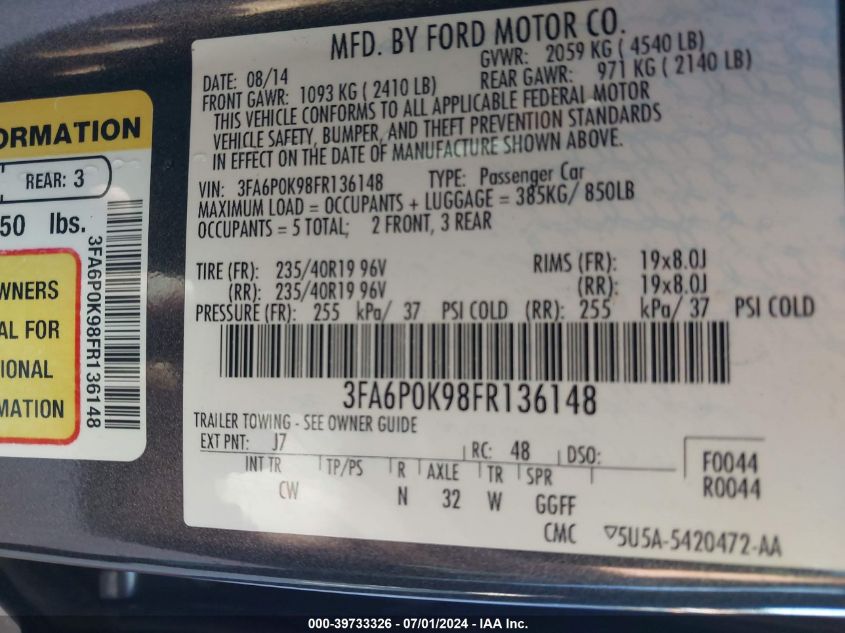 ORMATION
REAR: 3
50 lbs.
WNERS
AL FOR
IONAL
MATION
3FA6P0K98FR136148
MFD. BY FORD MOTOR CO.
DATE: 08/14 GVWR: 2059 KG ( 4540 LB)
FRONT GAWR: 1093 KG ( 2410 LB) REAR GAWR: 971 KG ( 2140 LB)
THIS VEHICLE CONFORMS TO ALL APPLICABLE FEDERAL MOTOR
VEHICLE SAFETY, BUMPER, AND THEFT PREVENTION STANDARDS
IN EFFECT ON THE DATE OF MANUFACTURE SHOWN ABOVE.
VIN: 3FA6P0K98FR136148 TYPE: Passenger Car
MAXIMUM LOAD = OCCUPANTS + LUGGAGE = 385KG/ 850LB
OCCUPANTS = 5 TOTAL; 2 FRONT, 3 REAR
TIRE (FR): 235/40R19 96V RIMS (FR): 19x8.0J
(RR): 235/40R19 96V (RR): 19x8.0J
PRESSURE (FR): 255 kPa/ 37 PSI COLD (RR): 255 kPa/ 37 PSI COLD
3FA6P0K98FR136148
TRAILER TOWING - SEE OWNER GUIDE
EXT PNT: J7 RC: 48 DSO: F0044
INT TR TP/PS R AXLE TR SPR R0044
CW N 32 W GGFF
CMC ▽5U5A-5420472-AA
000-39733326 / 07/01/2024 - IAA Inc.